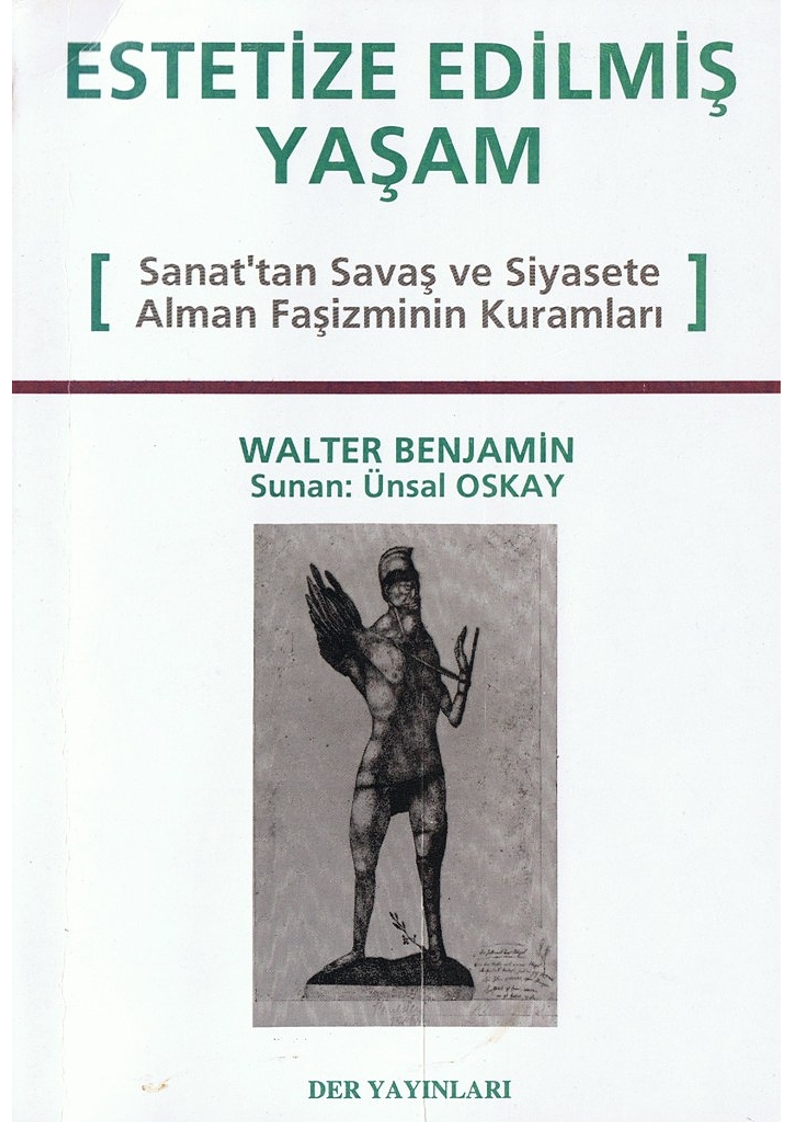 ESTETİZE EDİLMİŞ
YAŞAM
[ Sanat'tan Savaş ve Siyasete
Alman Faşizminin Kuramları ]
WALTER BENJAMİN
Sunan: Ünsal OSKAY
DER YAYINLARI